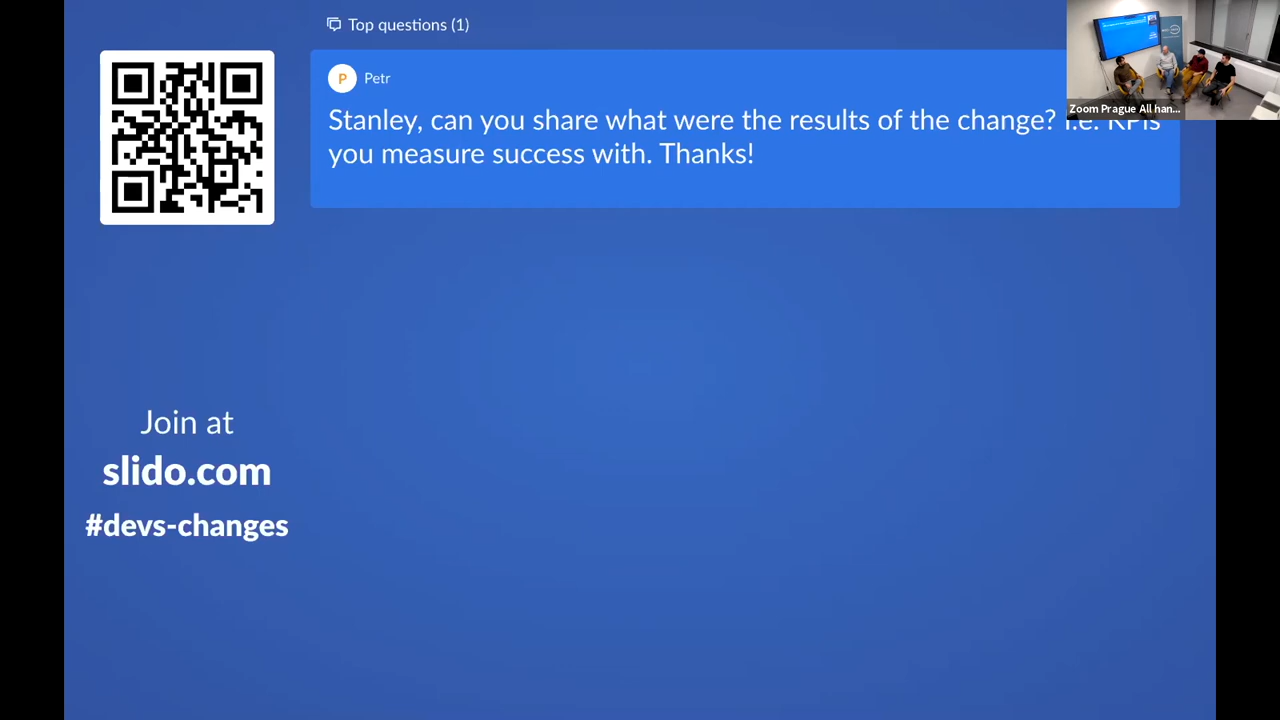 Top questions (1)
P
Petr
Stanley, can you share what were the results of the change? i.e. KPIs
you measure success with. Thanks!
Zoom Prague All han...
Join at
slido.com
#devs-changes